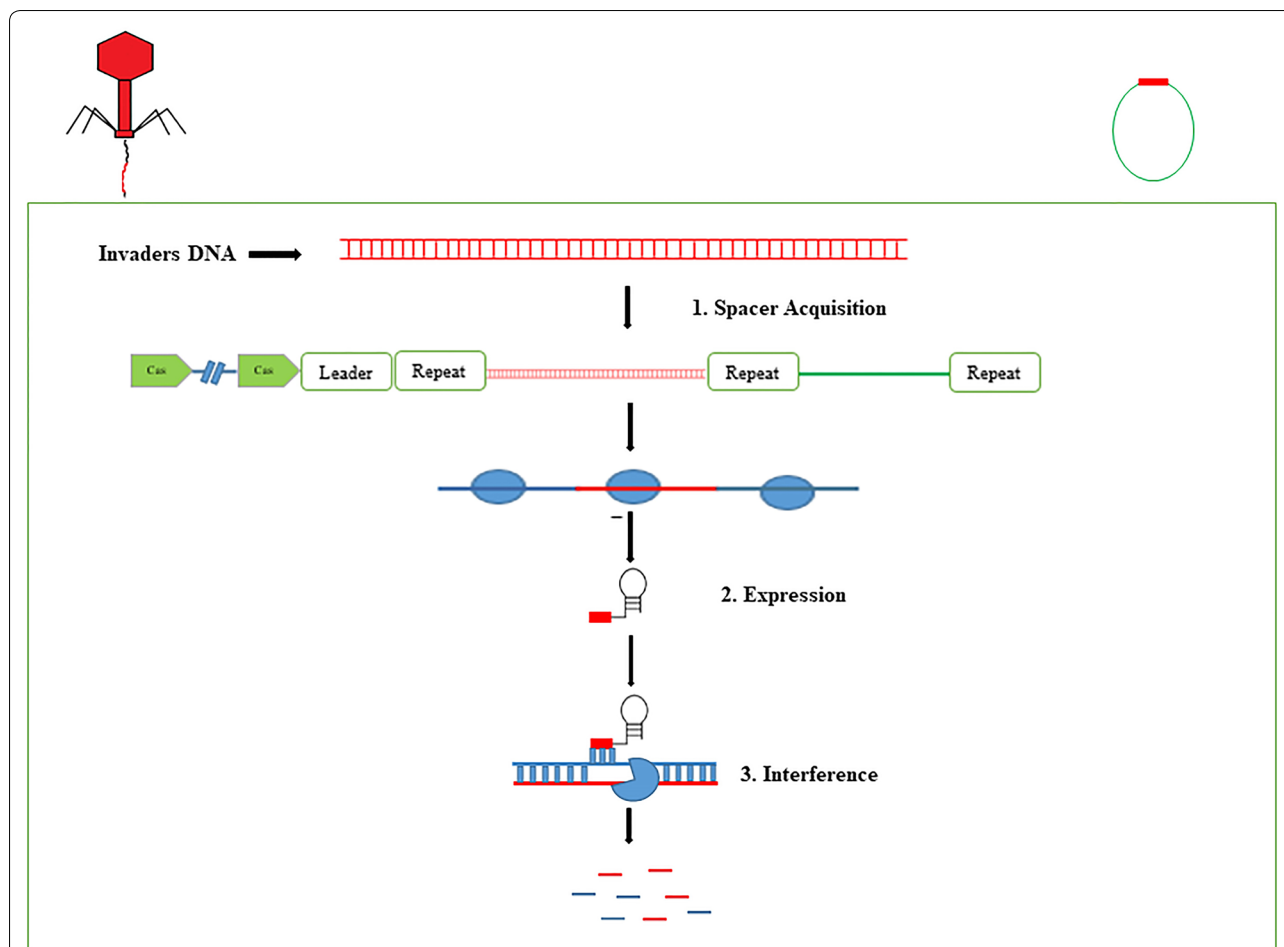 Invaders DNA
1. Spacer Acquisition
Cas Cas Leader Repeat Repeat Repeat
2. Expression
3. Interference